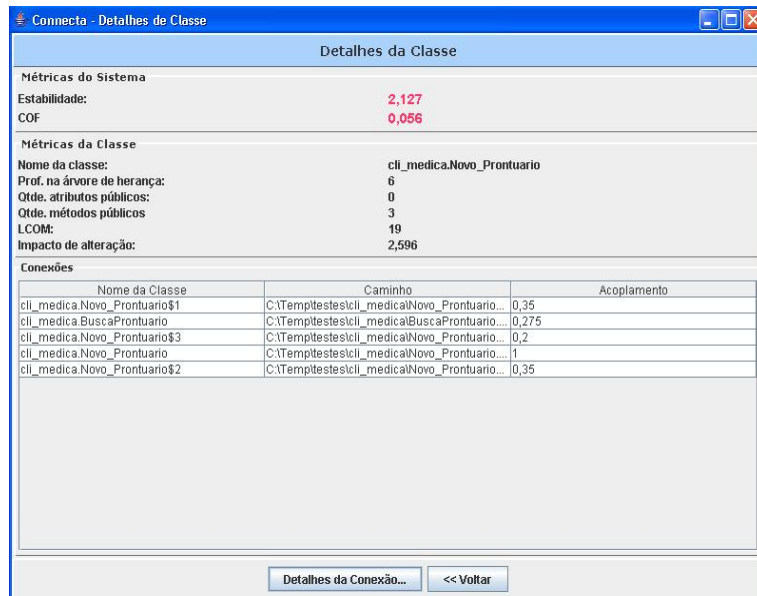 Connecta - Detalhes de Classe
Detalhes da Classe
Métricas do Sistema
Estabilidade: 2,127
COF 0,056
Métricas da Classe
Nome da classe: cli_medica.Novo_Prontuario
Prof. na árvore de herança: 6
Qtde. atributos públicos: 0
Qtde. métodos públicos 3
LCOM: 19
Impacto de alteração: 2,596
Conexões
Nome da Classe Caminho Acoplamento
cli_medica.Novo_Prontuario$1 C:\Temp\testes\cli_medica\Novo_Prontuario... 0,35
cli_medica.BuscaProntuario C:\Temp\testes\cli_medica\BuscaProntuario.... 0,275
cli_medica.Novo_Prontuario$3 C:\Temp\testes\cli_medica\Novo_Prontuario... 0,2
cli_medica.Novo_Prontuario C:\Temp\testes\cli_medica\Novo_Prontuario.... 1
cli_medica.Novo_Prontuario$2 C:\Temp\testes\cli_medica\Novo_Prontuario... 0,35
Detalhes da Conexão... << Voltar